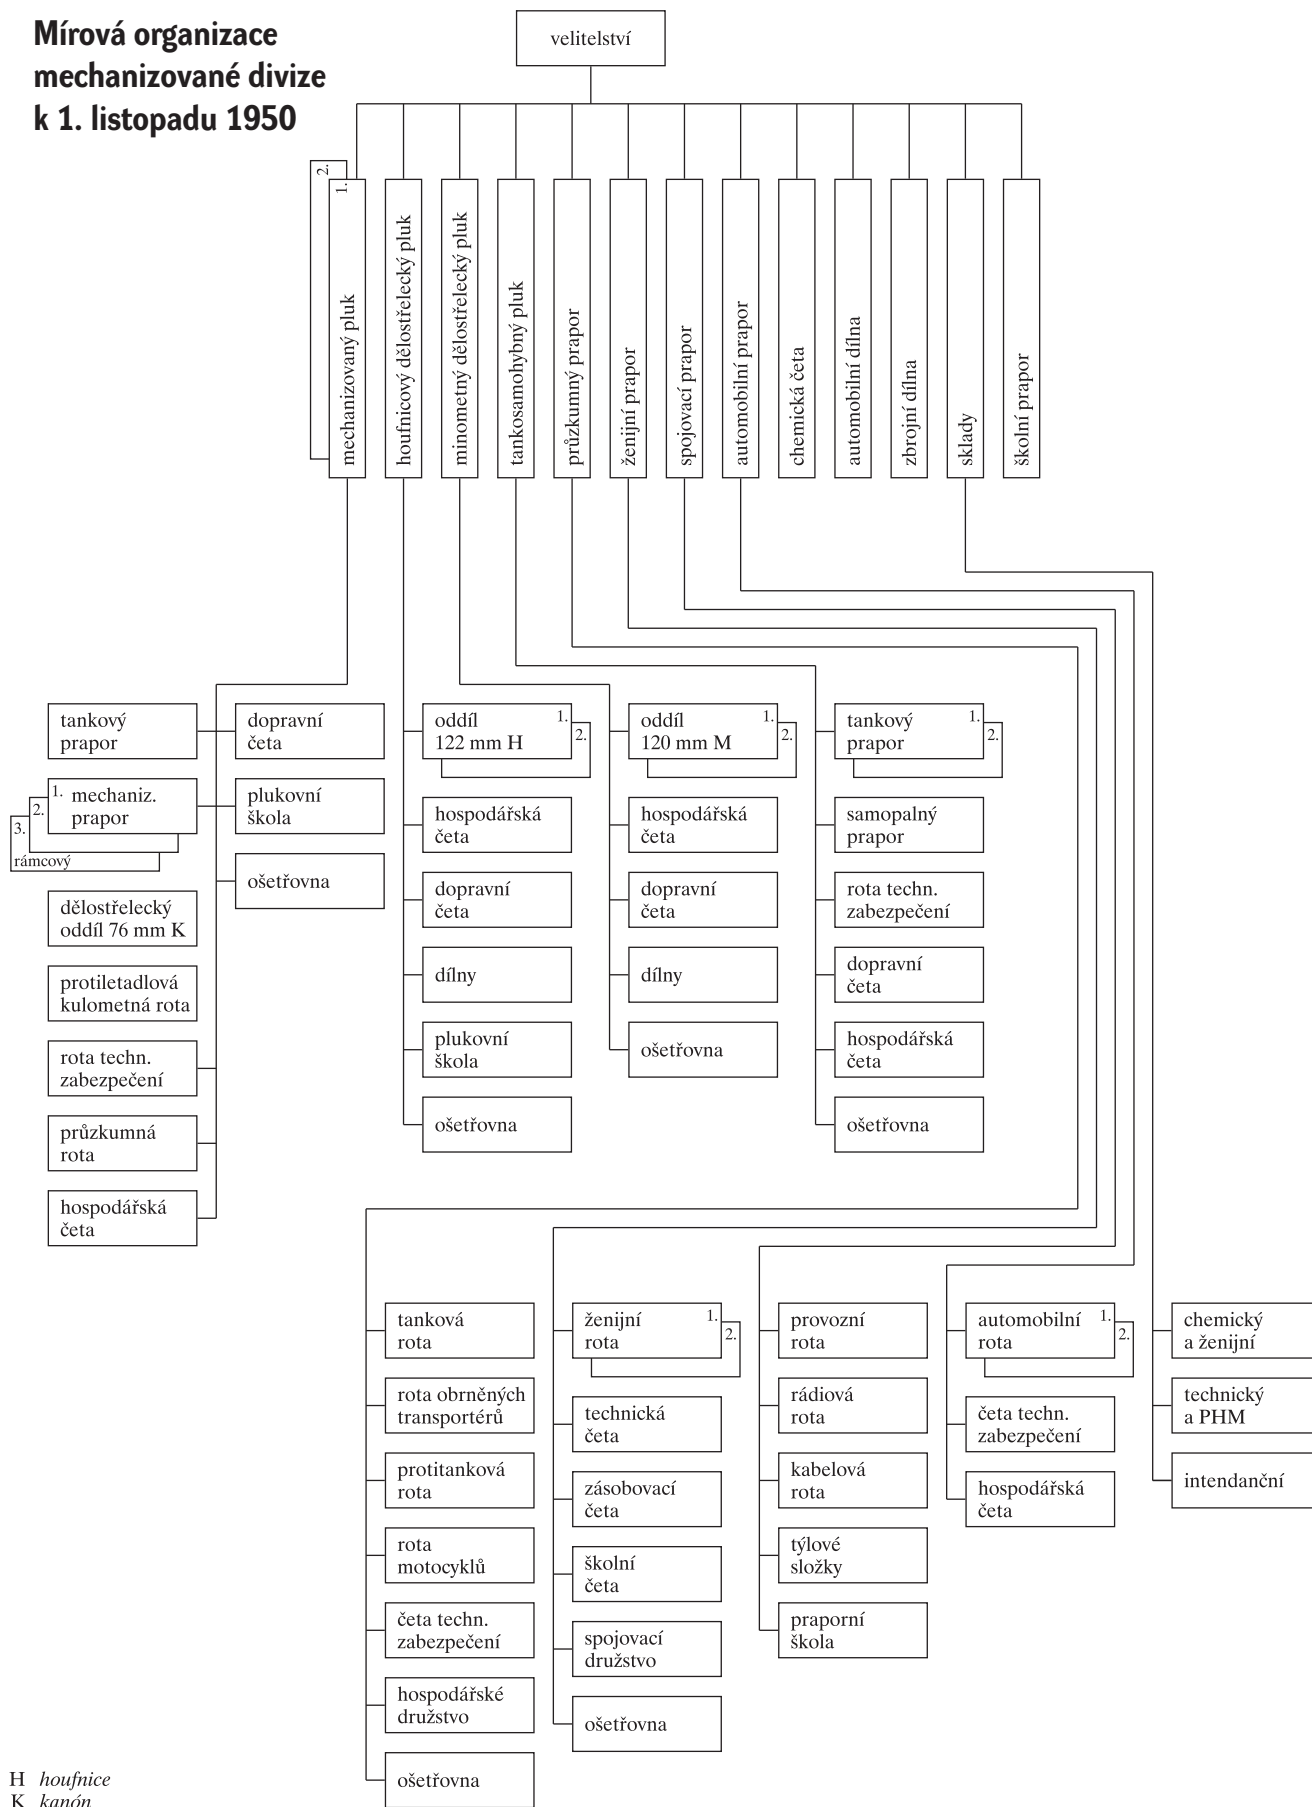 Mírová organizace
mechanizované divize
k 1. listopadu 1950
velitelství
2.
1.
mechanizovaný pluk
houfnicový dělostřelecký pluk
minometný dělostřelecký pluk
tankosamohybný pluk
průzkumný prapor
ženijní prapor
spojovací prapor
automobilní prapor
chemická četa
automobilní dílna
zbrojní dílna
sklady
školní prapor
tankový
prapor
1. mechaniz.
prapor
2.
3.
rámcový
dělostřelecký
oddíl 76 mm K
protiletadlová
kulometná rota
rota techn.
zabezpečení
průzkumná
rota
hospodářská
četa
dopravní
četa
plukovní
škola
ošetřovna
oddíl 1.
122 mm H
2.
hospodářská
četa
dopravní
četa
dílny
plukovní
škola
ošetřovna
oddíl 1.
120 mm M
2.
hospodářská
četa
dopravní
četa
dílny
ošetřovna
tankový 1.
prapor
2.
samopalný
prapor
rota techn.
zabezpečení
dopravní
četa
hospodářská
četa
ošetřovna
tanková
rota
rota obrněných
transportérů
protitanková
rota
rota
motocyklů
četa techn.
zabezpečení
hospodářské
družstvo
ošetřovna
ženijní 1.
rota
2.
technická
četa
zásobovací
četa
školní
četa
spojovací
družstvo
ošetřovna
provozní
rota
rádiová
rota
kabelová
rota
týlové
složky
praporní
škola
automobilní 1.
rota
2.
četa techn.
zabezpečení
hospodářská
četa
chemický
a ženijní
technický
a PHM
intendanční
H houfnice
K kanón